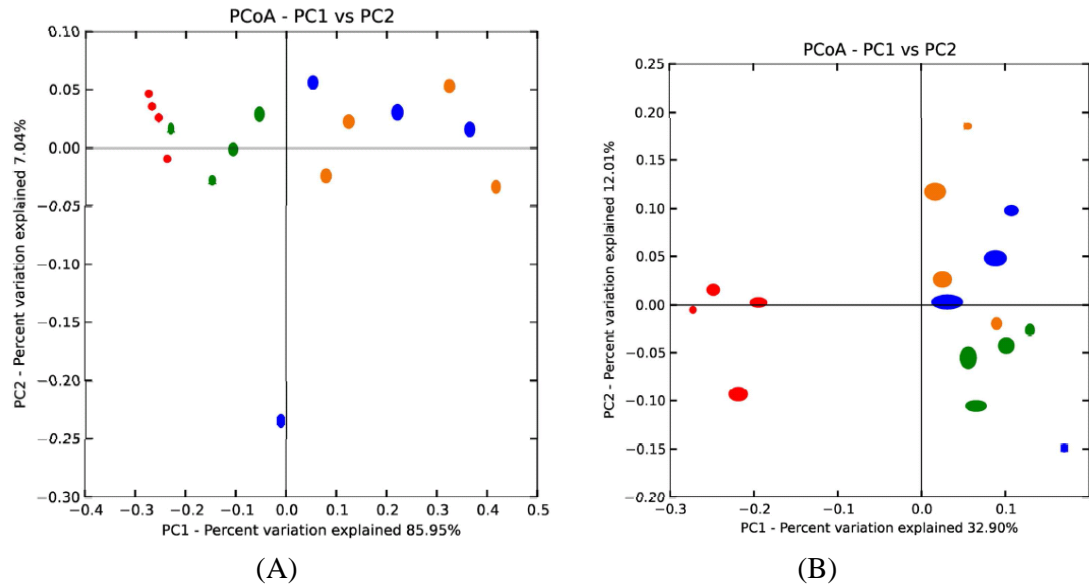 PCoA - PC1 vs PC2
0.10
0.05
0.00
−0.05
−0.10
−0.15
−0.20
−0.25
−0.30
PC2 - Percent variation explained 7.04%
−0.4 −0.3 −0.2 −0.1 0.0 0.1 0.2 0.3 0.4 0.5
PC1 - Percent variation explained 85.95%
(A)
PCoA - PC1 vs PC2
0.25
0.20
0.15
0.10
0.05
0.00
−0.05
−0.10
−0.15
−0.20
PC2 - Percent variation explained 12.01%
−0.3 −0.2 −0.1 0.0 0.1
PC1 - Percent variation explained 32.90%
(B)